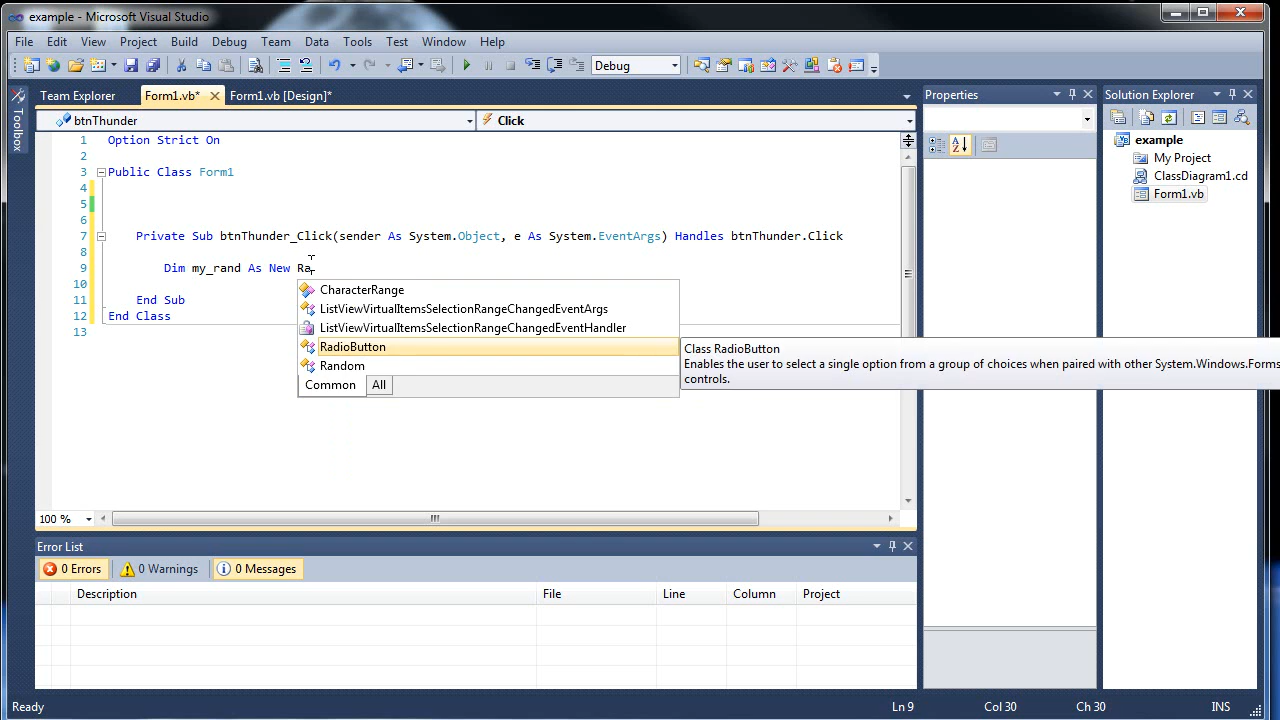 example - Microsoft Visual Studio
File Edit View Project Build Debug Team Data Tools Test Window Help
Debug
Team Explorer Form1.vb* Form1.vb [Design]*
btnThunder Click
1 Option Strict On
2
3 Public Class Form1
4
5
6
7 Private Sub btnThunder_Click(sender As System.Object, e As System.EventArgs) Handles btnThunder.Click
8
9 Dim my_rand As New Ra
10
11 End Sub
12 End Class
13
CharacterRange
ListViewVirtualItemsSelectionRangeChangedEventArgs
ListViewVirtualItemsSelectionRangeChangedEventHandler
RadioButton
Random
Common All
Class RadioButton
Enables the user to select a single option from a group of choices when paired with other System.Windows.Forms
controls.
100 %
Toolbox
Properties
Solution Explorer
example
My Project
ClassDiagram1.cd
Form1.vb
Error List
0 Errors 0 Warnings 0 Messages
Description File Line Column Project
Ready Ln 9 Col 30 Ch 30 INS